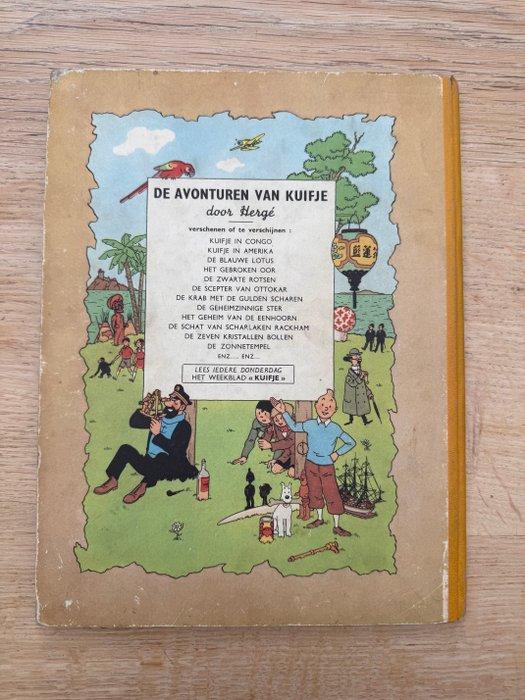 DE AVONTUREN VAN KUIFJE
door Hergé
verschenen of te verschijnen :
KUIFJE IN CONGO
KUIFJE IN AMERIKA
DE BLAUWE LOTUS
HET GEBROKEN OOR
DE ZWARTE ROTSEN
DE SCEPTER VAN OTTOKAR
DE KRAB MET DE GULDEN SCHAREN
DE GEHEIMZINNIGE STER
HET GEHEIM VAN DE EENHOORN
DE SCHAT VAN SCHARLAKEN RACKHAM
DE ZEVEN KRISTALLEN BOLLEN
DE ZONNETEMPEL
ENZ..... ENZ...
LEES IEDERE DONDERDAG
HET WEEKBLAD « KUIFJE »